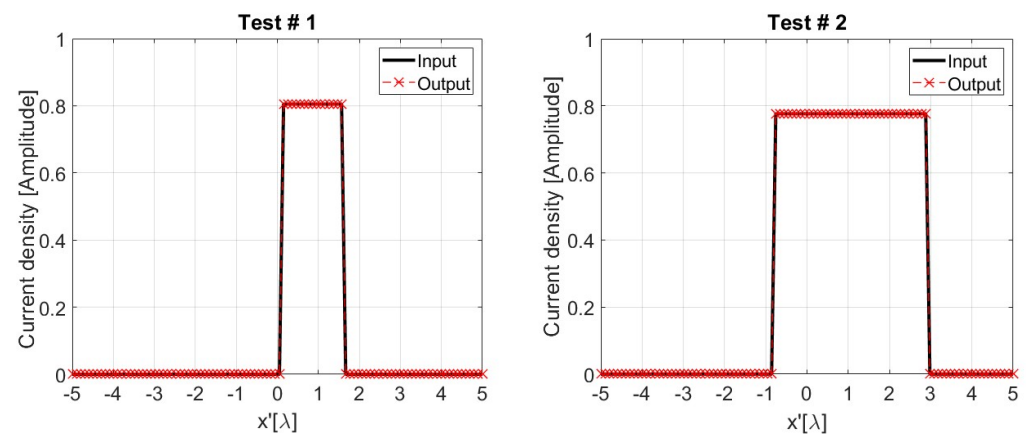 Test # 1
Current density [Amplitude]
1
0.8
0.6
0.4
0.2
0
-5 -4 -3 -2 -1 0 1 2 3 4 5
x'[λ]
Input
Output
Test # 2
Current density [Amplitude]
1
0.8
0.6
0.4
0.2
0
-5 -4 -3 -2 -1 0 1 2 3 4 5
x'[λ]
Input
Output